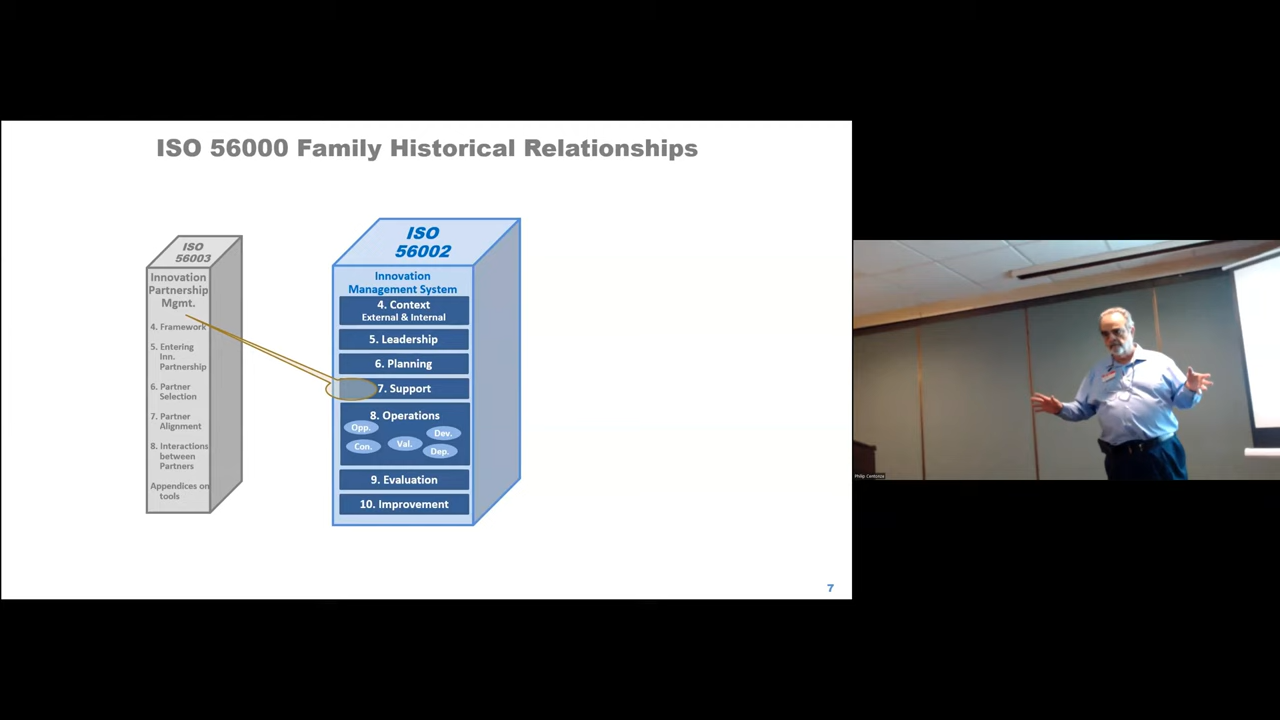 ISO 56000 Family Historical Relationships
ISO
56003
Innovation
Partnership
Mgmt.
4. Framework
5. Entering
Inn.
Partnership
6. Partner
Selection
7. Partner
Alignment
8. Interactions
between
Partners
Appendices on
tools
ISO
56002
Innovation
Management System
4. Context
External & Internal
5. Leadership
6. Planning
7. Support
8. Operations
Opp.
Dev.
Con.
Val.
Dep.
9. Evaluation
10. Improvement
7